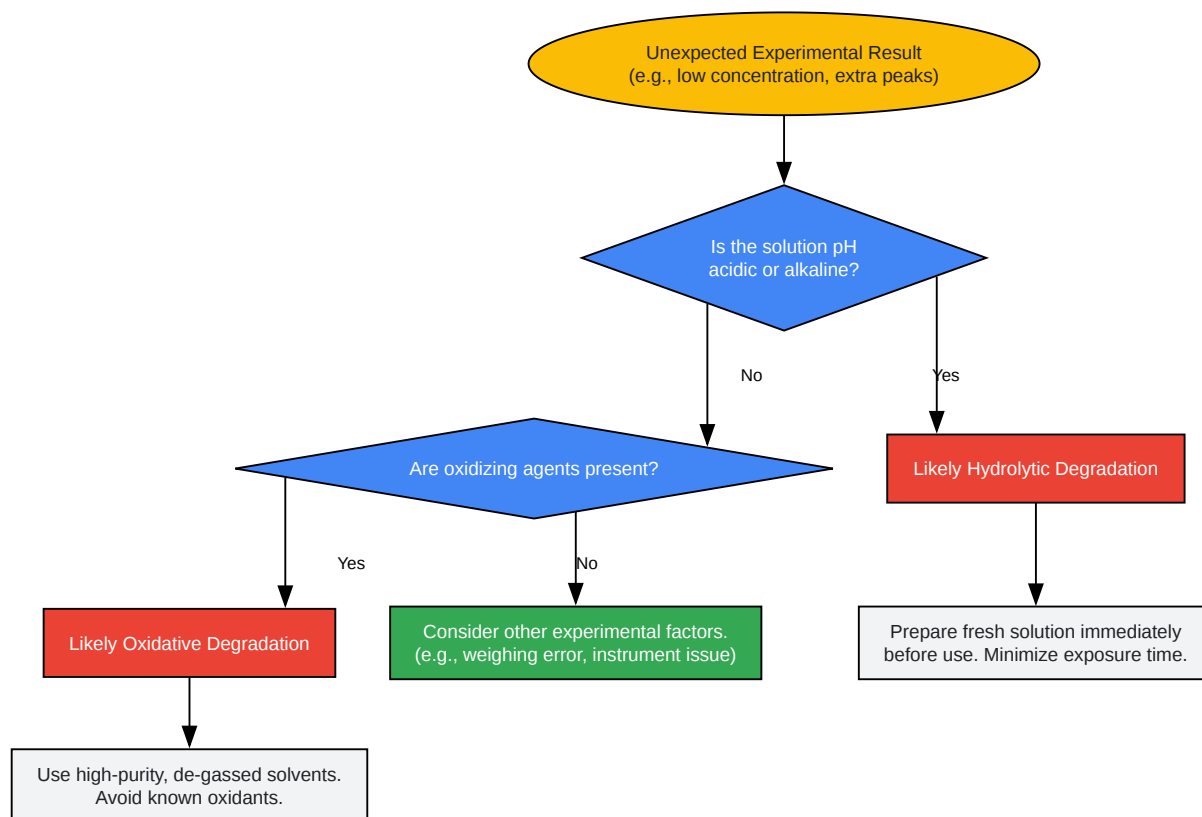 Unexpected Experimental Result
(e.g., low concentration, extra peaks)
Is the solution pH
acidic or alkaline?
No
Yes
Are oxidizing agents present?
Likely Hydrolytic Degradation
Yes
No
Likely Oxidative Degradation
Consider other experimental factors.
(e.g., weighing error, instrument issue)
Prepare fresh solution immediately
before use. Minimize exposure time.
Use high-purity, de-gassed solvents.
Avoid known oxidants.